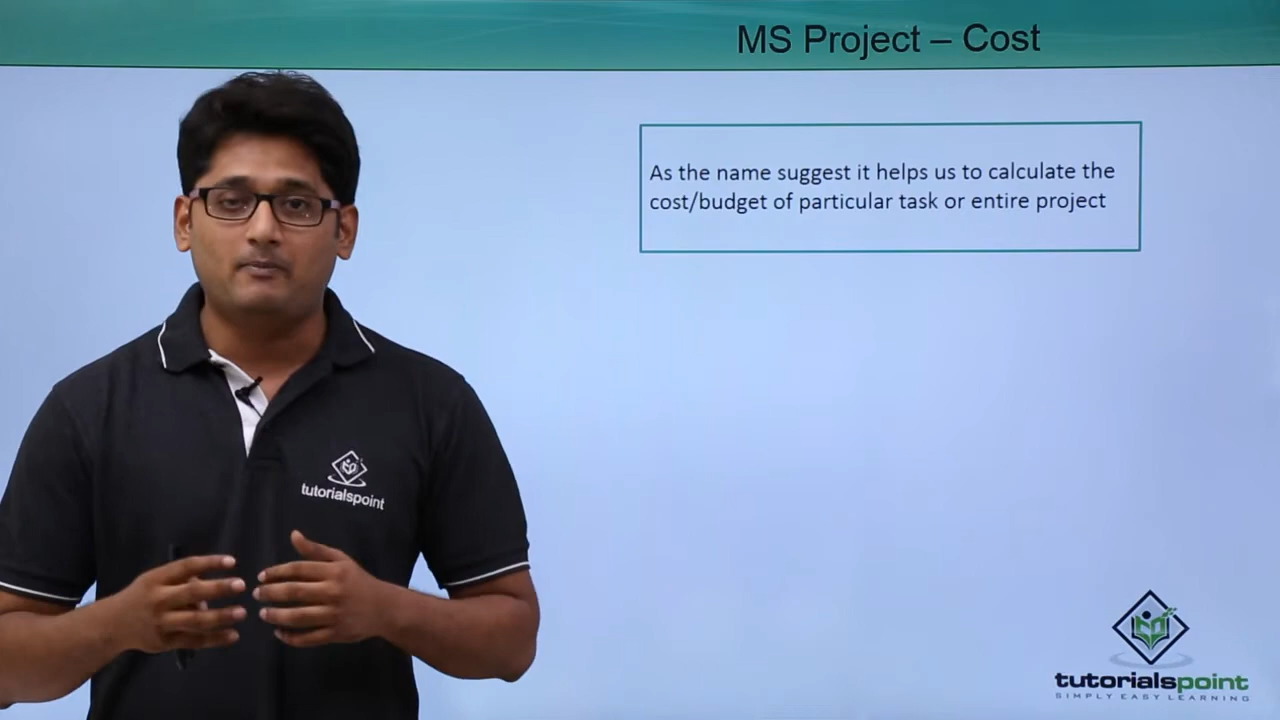 MS Project – Cost
As the name suggest it helps us to calculate the
cost/budget of particular task or entire project
tutorialspoint
tutorialspoint
SIMPLY EASY LEARNING